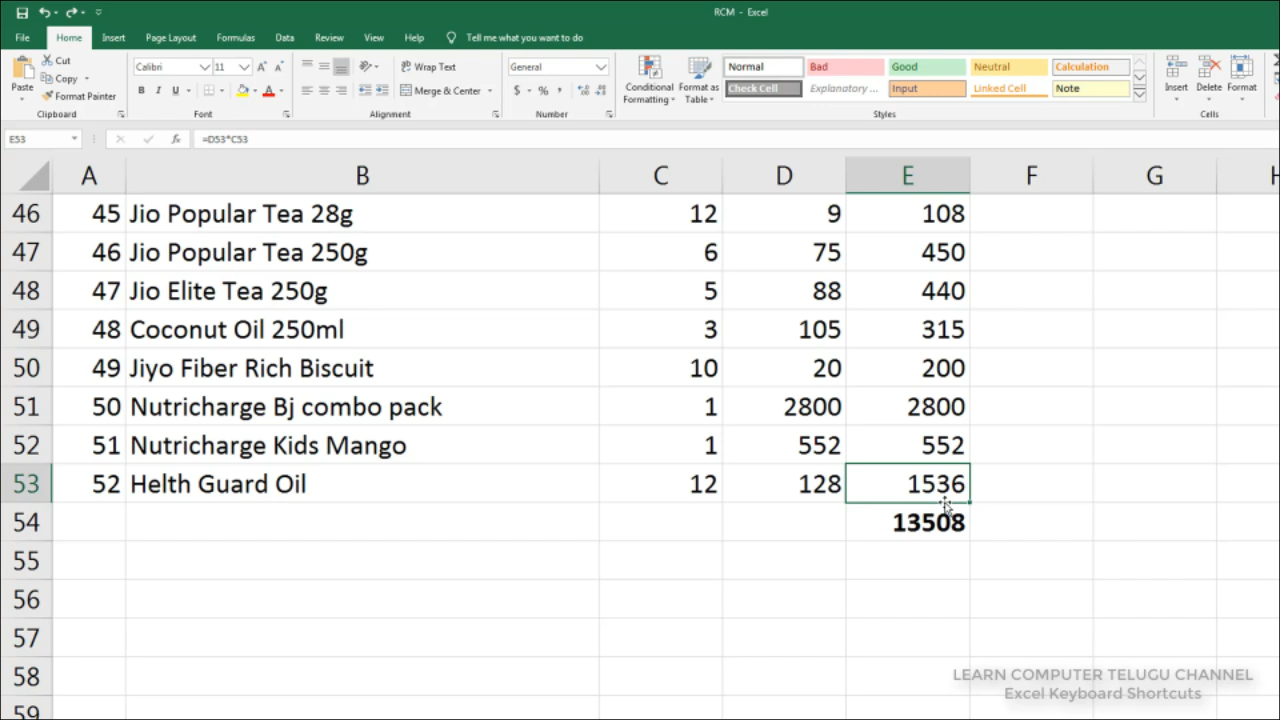 RCM - Excel
File Home Insert Page Layout Formulas Data Review View Help Tell me what you want to do
Paste Cut Copy Format Painter Clipboard
Calibri 11 A A B I U A Font
Wrap Text Merge & Center Alignment
General $ % , Number
Conditional Formatting Format as Table
Normal Bad Good Neutral Calculation
Check Cell Explanatory ... Input Linked Cell Note
Styles
Insert Delete Format
Cells
E53 fx =D53*C53
A B C D E F G H
46 45 Jio Popular Tea 28g 12 9 108
47 46 Jio Popular Tea 250g 6 75 450
48 47 Jio Elite Tea 250g 5 88 440
49 48 Coconut Oil 250ml 3 105 315
50 49 Jiyo Fiber Rich Biscuit 10 20 200
51 50 Nutricharge Bj combo pack 1 2800 2800
52 51 Nutricharge Kids Mango 1 552 552
53 52 Helth Guard Oil 12 128 1536
54 13508
55
56
57
58
59
LEARN COMPUTER TELUGU CHANNEL
Excel Keyboard Shortcuts